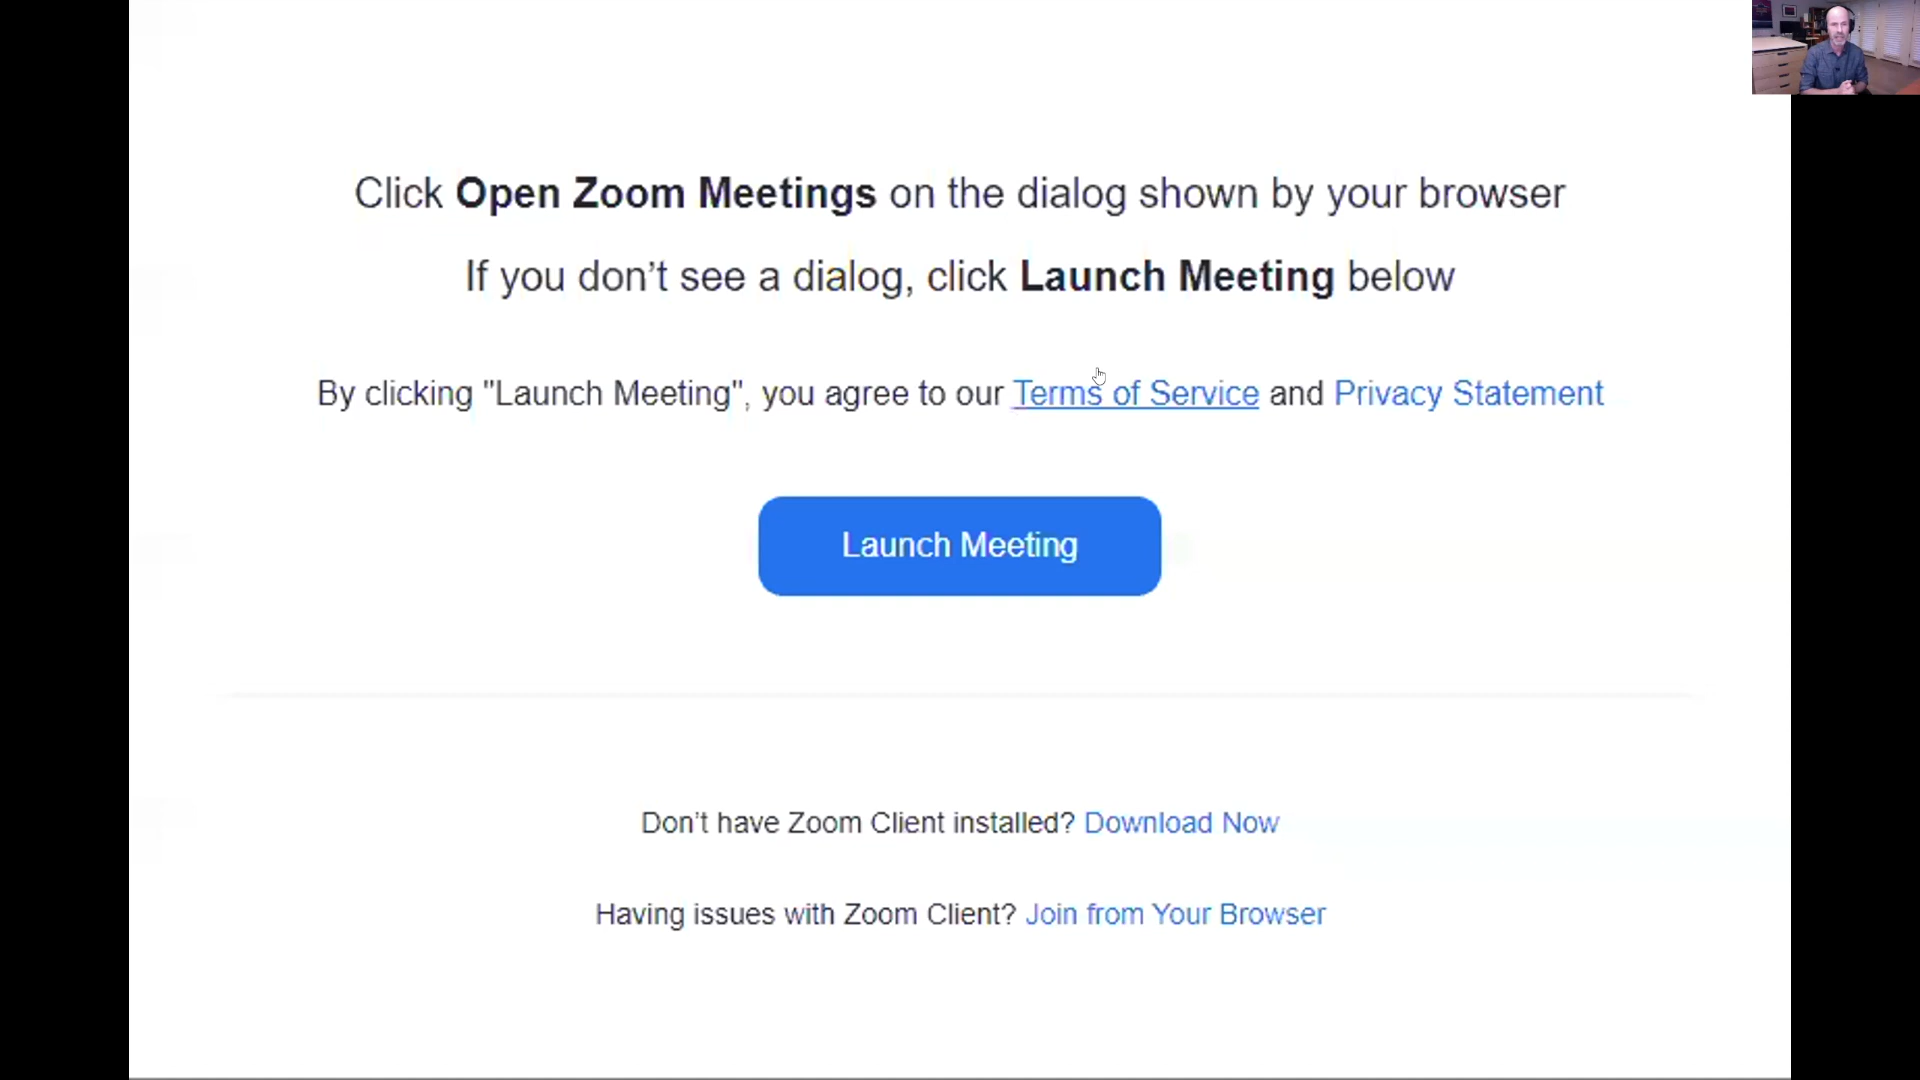 Click Open Zoom Meetings on the dialog shown by your browser
If you don’t see a dialog, click Launch Meeting below
By clicking "Launch Meeting", you agree to our Terms of Service and Privacy Statement
Launch Meeting
Don’t have Zoom Client installed? Download Now
Having issues with Zoom Client? Join from Your Browser